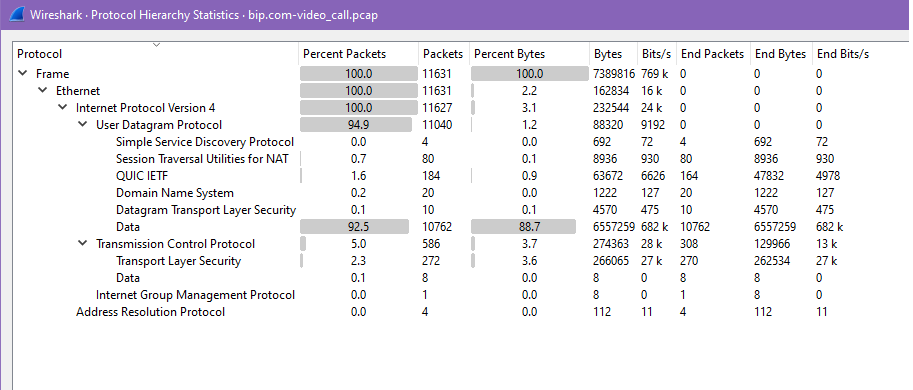 Wireshark · Protocol Hierarchy Statistics · bip.com-video_call.pcap
Protocol Percent Packets Packets Percent Bytes Bytes Bits/s End Packets End Bytes End Bits/s
Frame 100.0 11631 100.0 7389816 769 k 0 0 0
Ethernet 100.0 11631 2.2 162834 16 k 0 0 0
Internet Protocol Version 4 100.0 11627 3.1 232544 24 k 0 0 0
User Datagram Protocol 94.9 11040 1.2 88320 9192 0 0 0
Simple Service Discovery Protocol 0.0 4 0.0 692 72 4 692 72
Session Traversal Utilities for NAT 0.7 80 0.1 8936 930 80 8936 930
QUIC IETF 1.6 184 0.9 63672 6626 164 47832 4978
Domain Name System 0.2 20 0.0 1222 127 20 1222 127
Datagram Transport Layer Security 0.1 10 0.1 4570 475 10 4570 475
Data 92.5 10762 88.7 6557259 682 k 10762 6557259 682 k
Transmission Control Protocol 5.0 586 3.7 274363 28 k 308 129966 13 k
Transport Layer Security 2.3 272 3.6 266065 27 k 270 262534 27 k
Data 0.1 8 0.0 8 0 8 8 0
Internet Group Management Protocol 0.0 1 0.0 8 0 1 8 0
Address Resolution Protocol 0.0 4 0.0 112 11 4 112 11